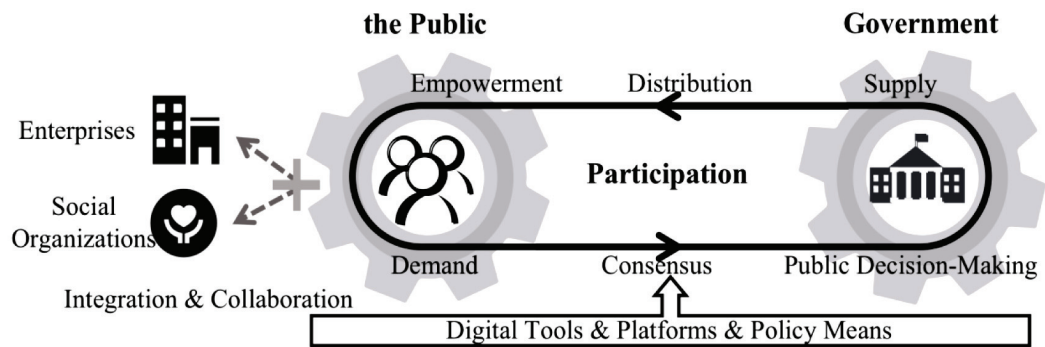 the Public
Government
Empowerment
Distribution
Supply
Enterprises
Participation
Social
Organizations
Demand
Consensus
Public Decision-Making
Integration & Collaboration
Digital Tools & Platforms & Policy Means